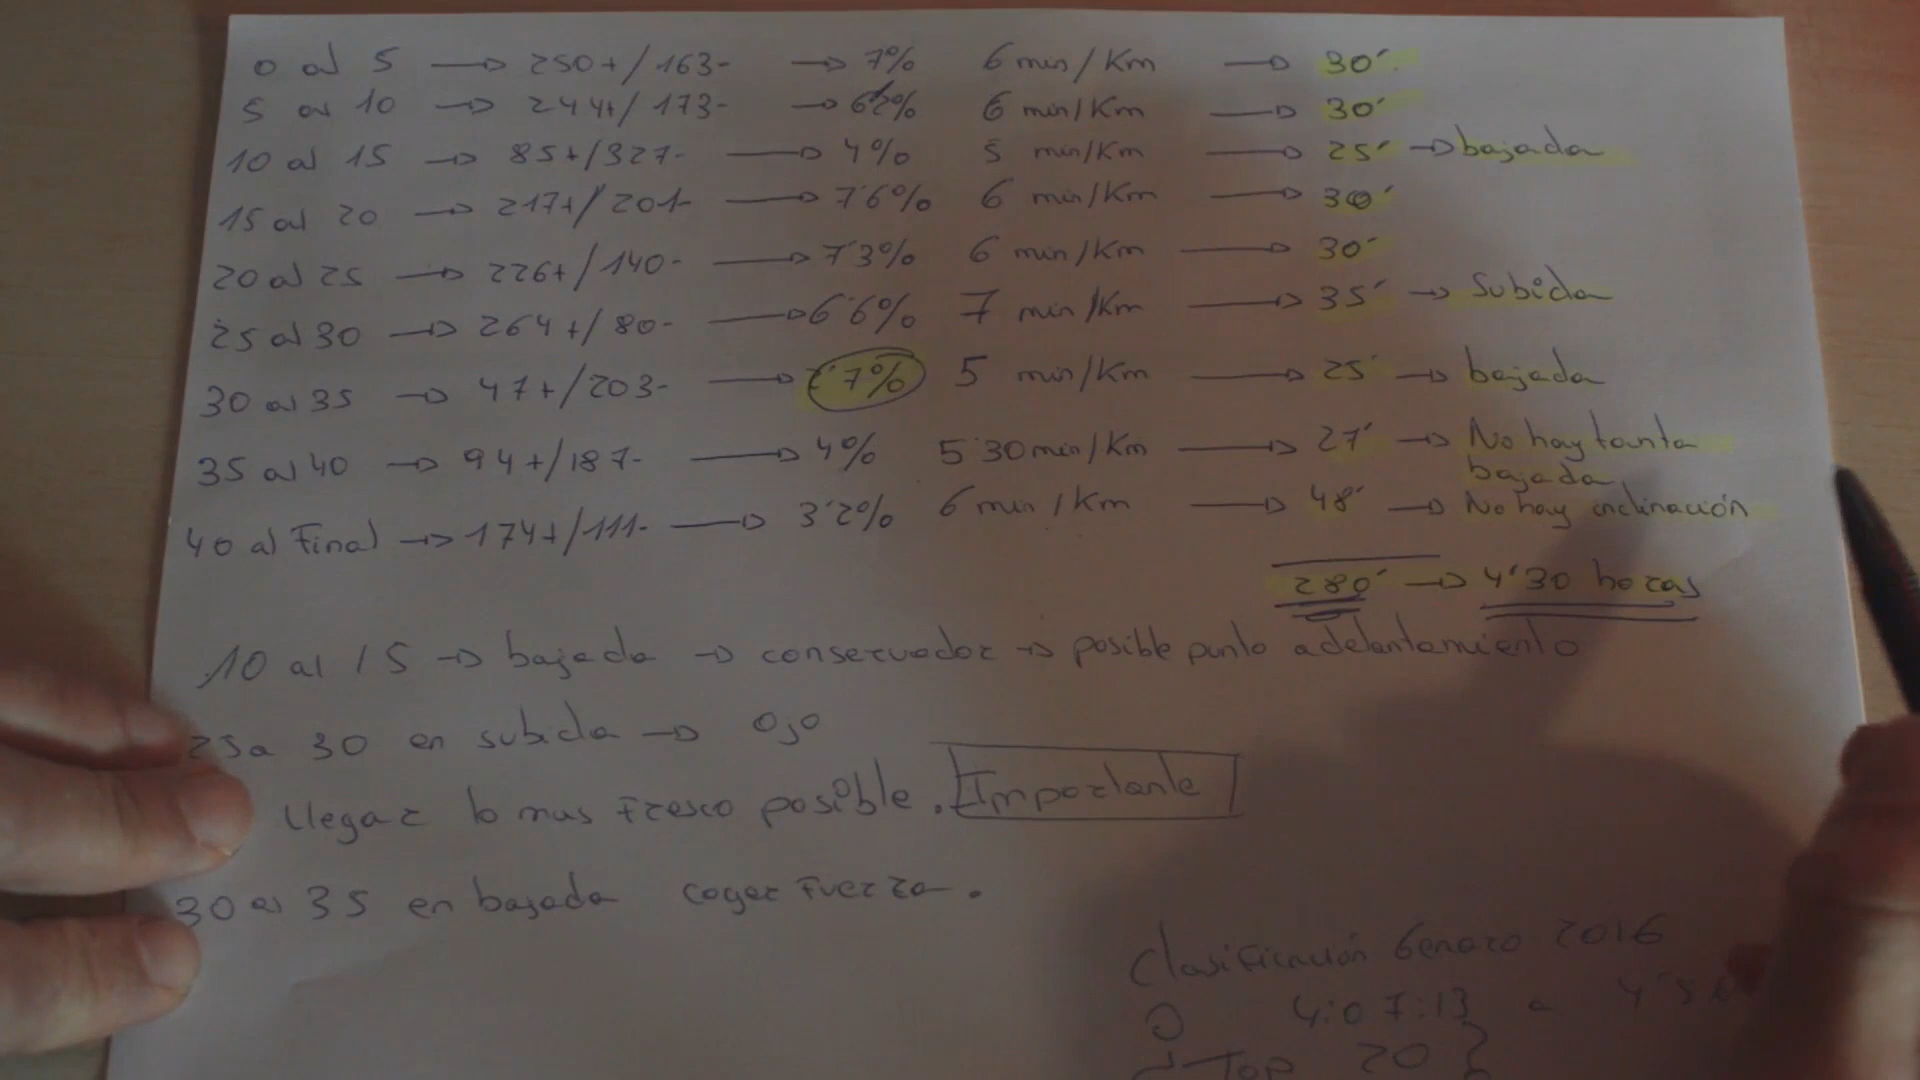 0 al 5 → 250+/163- → 7% 6 min/Km → 30'
5 al 10 → 244+/173- → 6'2% 6 min/Km → 30'
10 al 15 → 85+/327- → 4% 5 min/Km → 25' → bajada
15 al 20 → 217+/201- → 7'6% 6 min/Km → 30'
20 al 25 → 226+/140- → 7'3% 6 min/Km → 30'
25 al 30 → 264+/80- → 6'6% 7 min/Km → 35' → Subida
30 al 35 → 47+/203- → 2'7% 5 min/Km → 25' → bajada
35 al 40 → 94+/187- → 4% 5'30 min/Km → 27' → No hay tanta
bajada
40 al Final → 174+/111- → 3'2% 6 min/Km → 48' → No hay inclinación
280' → 4'30 horas
10 al 15 → bajada → conservador → posible punto adelantamiento
25 a 30 en subida → Ojo
Llegar lo mas fresco posible. Importante
30 al 35 en bajada coger fuerza.
Clasificación Genaro 2016
4:07:13 a
Top 20